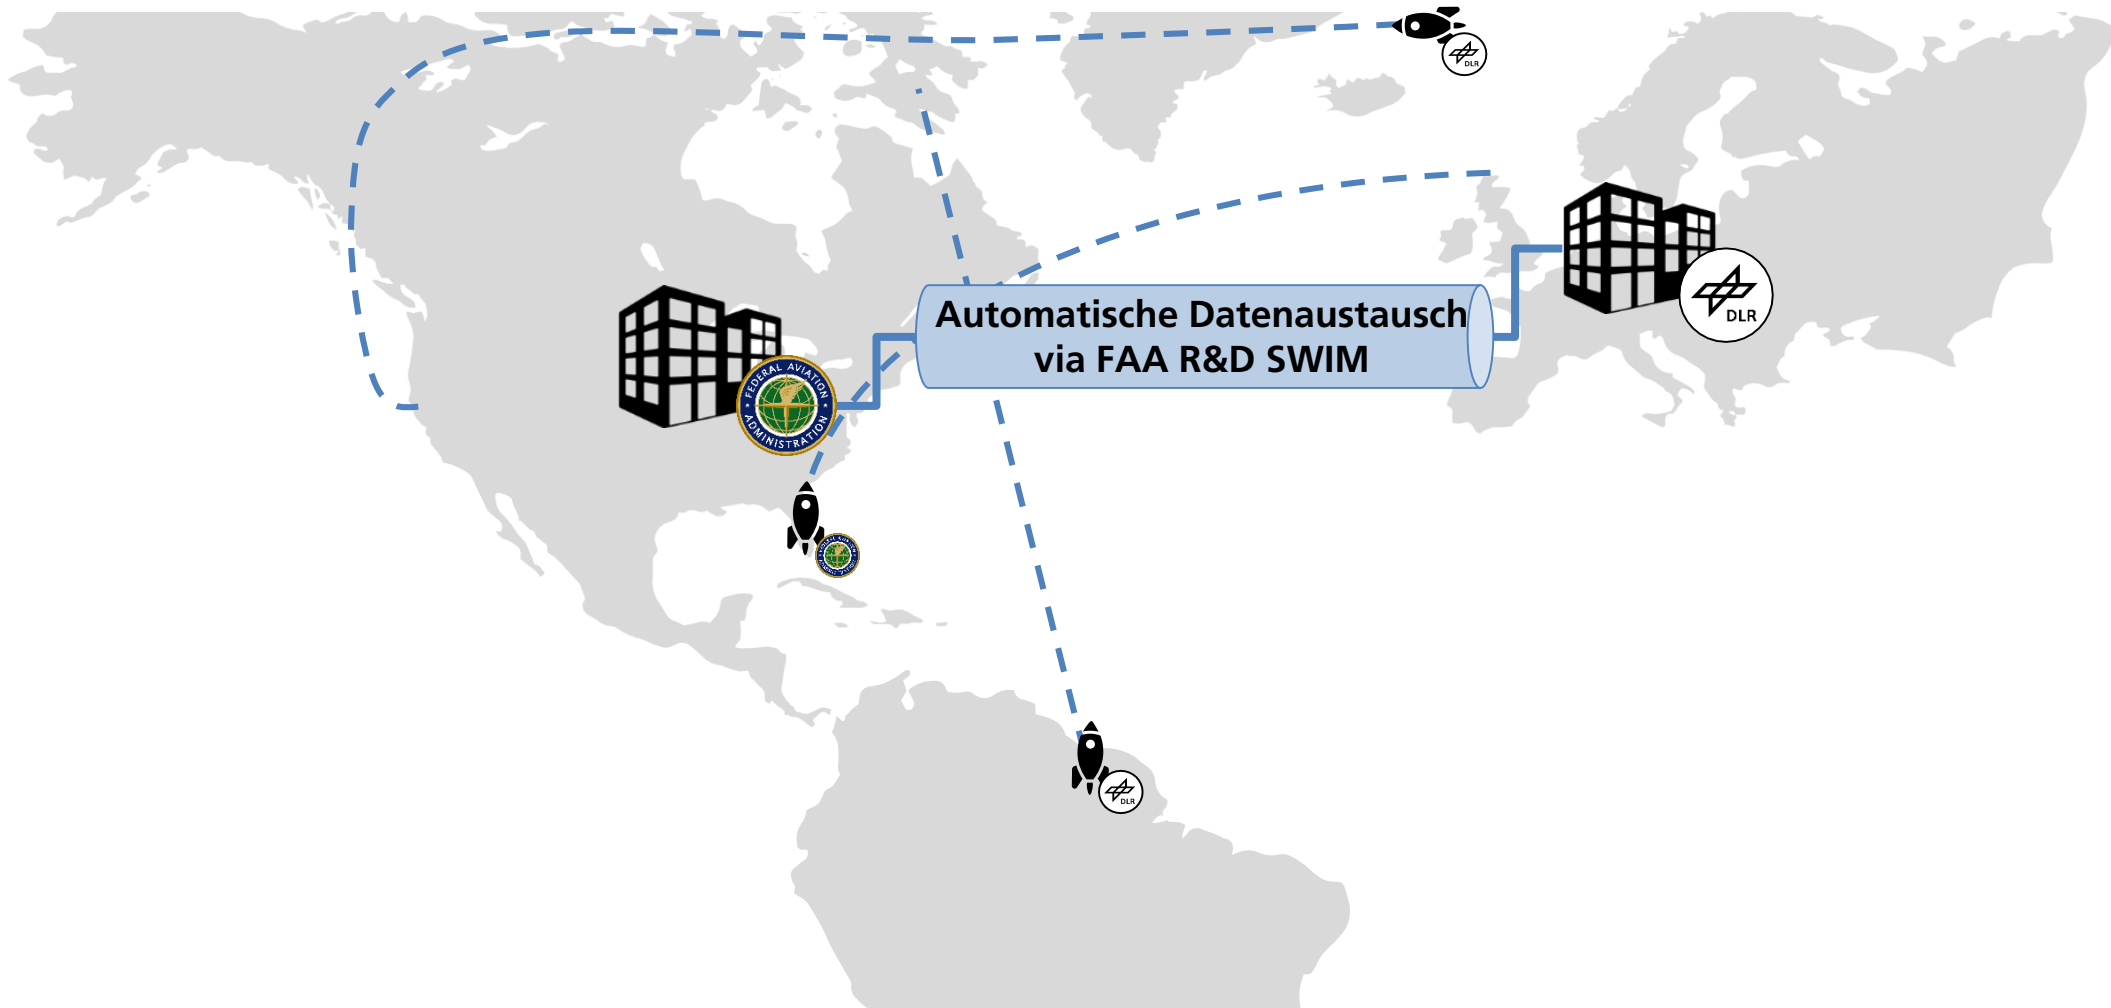 DLR
Automatische Datenaustausch
via FAA R&D SWIM
DLR
FEDERAL AVIATION
ADMINISTRATION
DLR